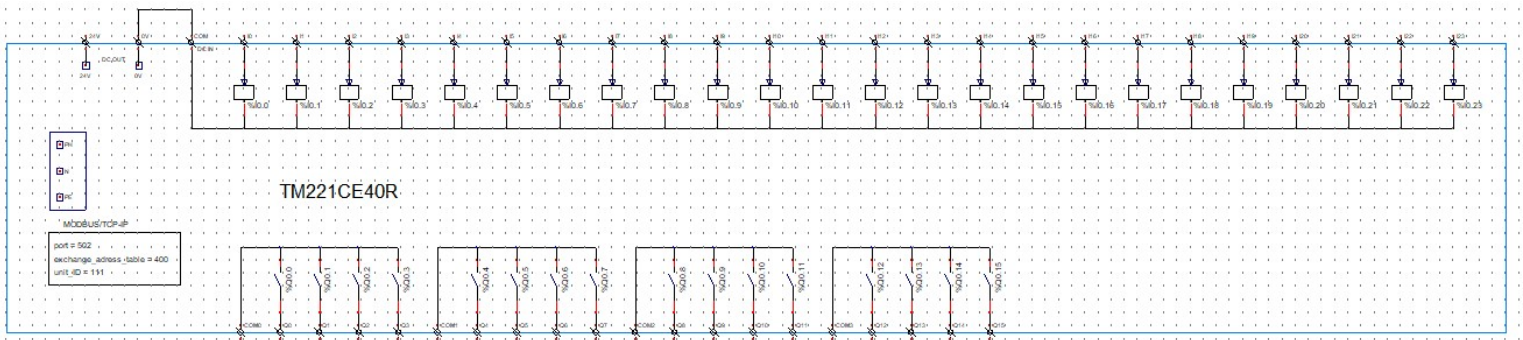 24V 0V COM I0 I1 I2 I3 I4 I5 I6 I7 I8 I9 I10 I11 I12 I13 I14 I15 I16 I17 I18 I19 I20 I21 I22 I23
DC OUT DC IN
24V 0V
%I0.0 %I0.1 %I0.2 %I0.3 %I0.4 %I0.5 %I0.6 %I0.7 %I0.8 %I0.9 %I0.10 %I0.11 %I0.12 %I0.13 %I0.14 %I0.15 %I0.16 %I0.17 %I0.18 %I0.19 %I0.20 %I0.21 %I0.22 %I0.23
N
PE
TM221CE40R
MODBUS/TCP-IP
port = 502
exchange_adress_table = 400
unit_ID = 111
%Q0.0 %Q0.1 %Q0.2 %Q0.3 %Q0.4 %Q0.5 %Q0.6 %Q0.7 %Q0.8 %Q0.9 %Q0.10 %Q0.11 %Q0.12 %Q0.13 %Q0.14 %Q0.15
COM0 Q0 Q1 Q2 Q3 COM1 Q4 Q5 Q6 Q7 COM2 Q8 Q9 Q10 Q11 COM3 Q12 Q13 Q14 Q15